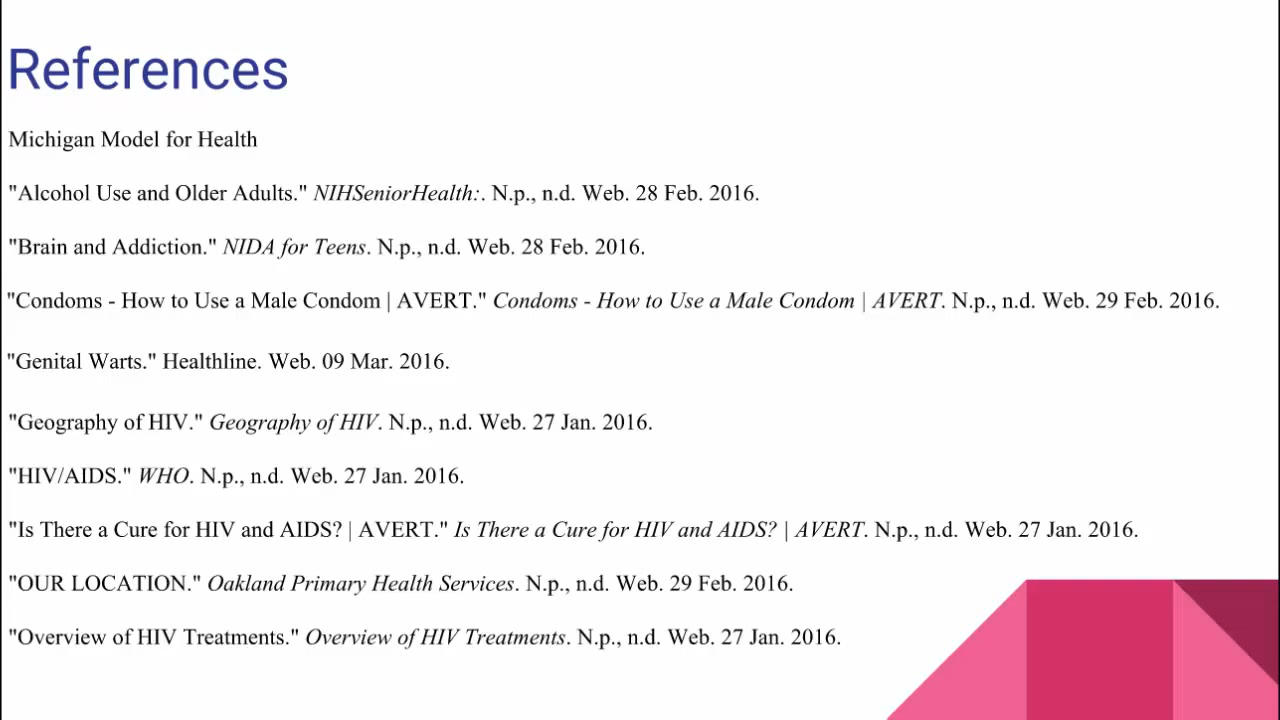 References
Michigan Model for Health
"Alcohol Use and Older Adults." NIHSeniorHealth:. N.p., n.d. Web. 28 Feb. 2016.
"Brain and Addiction." NIDA for Teens. N.p., n.d. Web. 28 Feb. 2016.
"Condoms - How to Use a Male Condom | AVERT." Condoms - How to Use a Male Condom | AVERT. N.p., n.d. Web. 29 Feb. 2016.
"Genital Warts." Healthline. Web. 09 Mar. 2016.
"Geography of HIV." Geography of HIV. N.p., n.d. Web. 27 Jan. 2016.
"HIV/AIDS." WHO. N.p., n.d. Web. 27 Jan. 2016.
"Is There a Cure for HIV and AIDS? | AVERT." Is There a Cure for HIV and AIDS? | AVERT. N.p., n.d. Web. 27 Jan. 2016.
"OUR LOCATION." Oakland Primary Health Services. N.p., n.d. Web. 29 Feb. 2016.
"Overview of HIV Treatments." Overview of HIV Treatments. N.p., n.d. Web. 27 Jan. 2016.